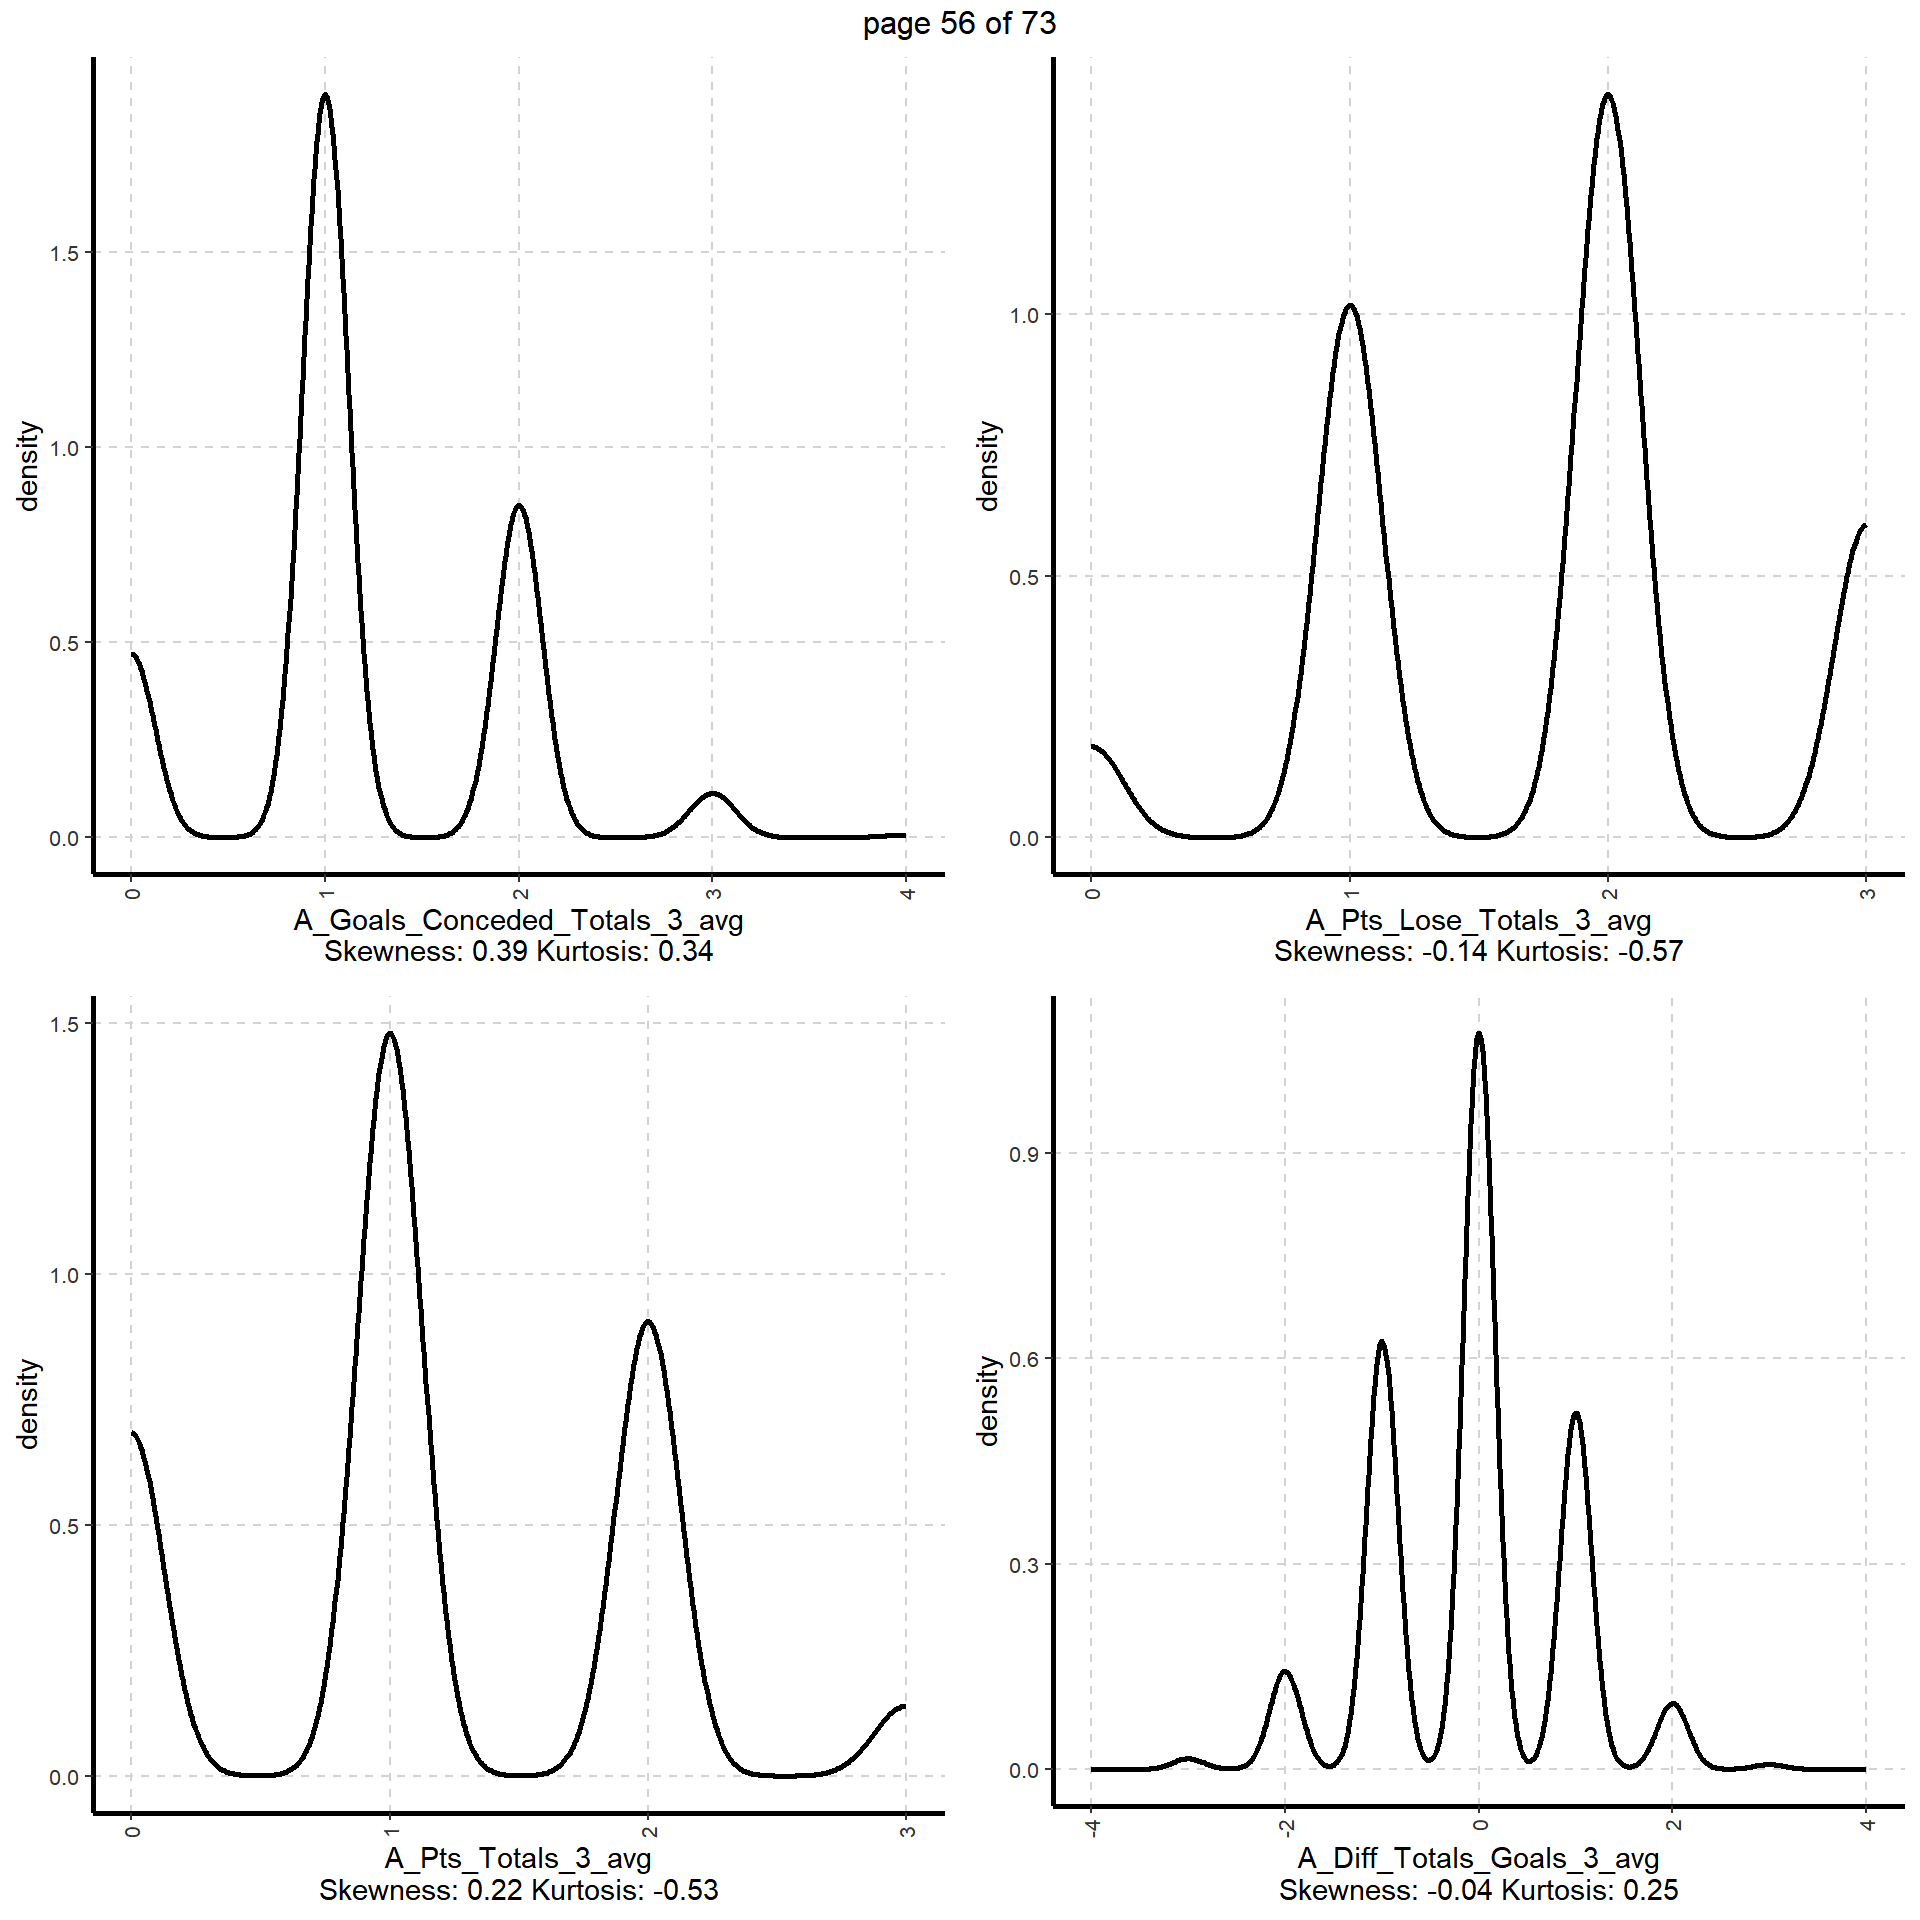 page 56 of 73
density
1.5
1.0
0.5
0.0
0 1 2 3 4
A_Goals_Conceded_Totals_3_avg
Skewness: 0.39 Kurtosis: 0.34
density
1.0
0.5
0.0
0 1 2 3
A_Pts_Lose_Totals_3_avg
Skewness: -0.14 Kurtosis: -0.57
density
1.5
1.0
0.5
0.0
0 1 2 3
A_Pts_Totals_3_avg
Skewness: 0.22 Kurtosis: -0.53
density
0.9
0.6
0.3
0.0
-4 -2 0 2 4
A_Diff_Totals_Goals_3_avg
Skewness: -0.04 Kurtosis: 0.25